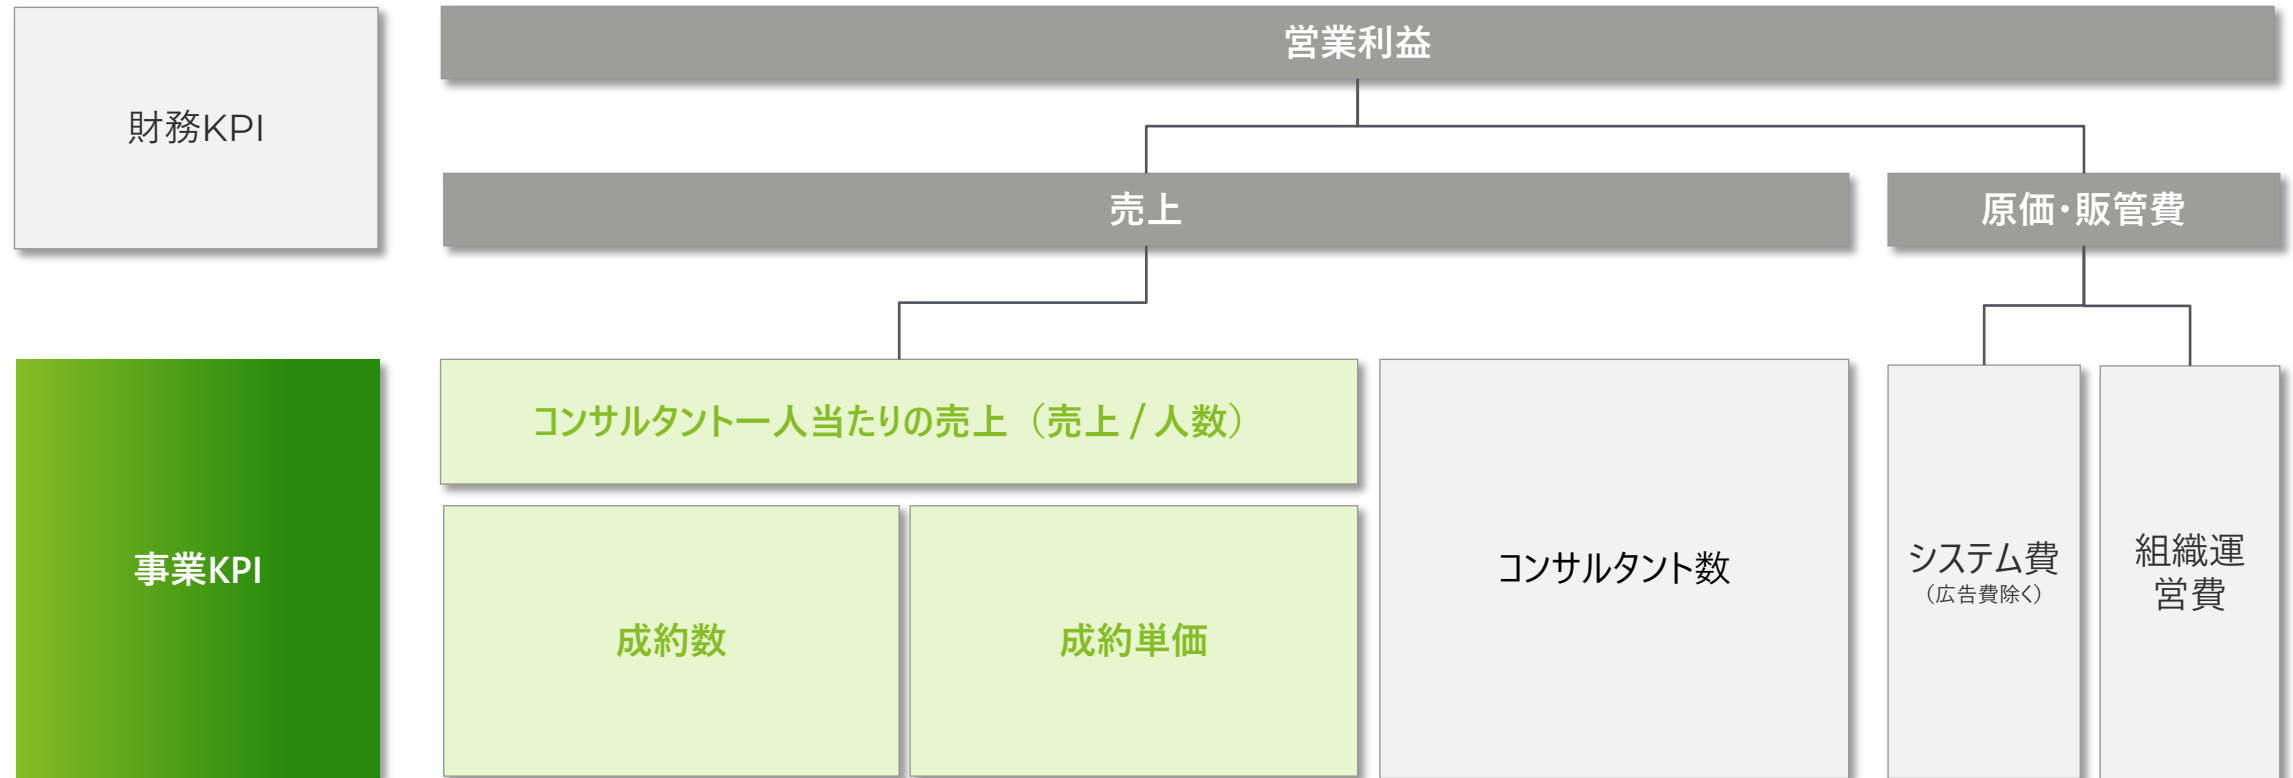 財務KPI
営業利益
売上
原価・販管費
事業KPI
コンサルタント一人当たりの売上（売上 / 人数）
成約数
成約単価
コンサルタント数
システム費
（広告費除く）
組織運
営費